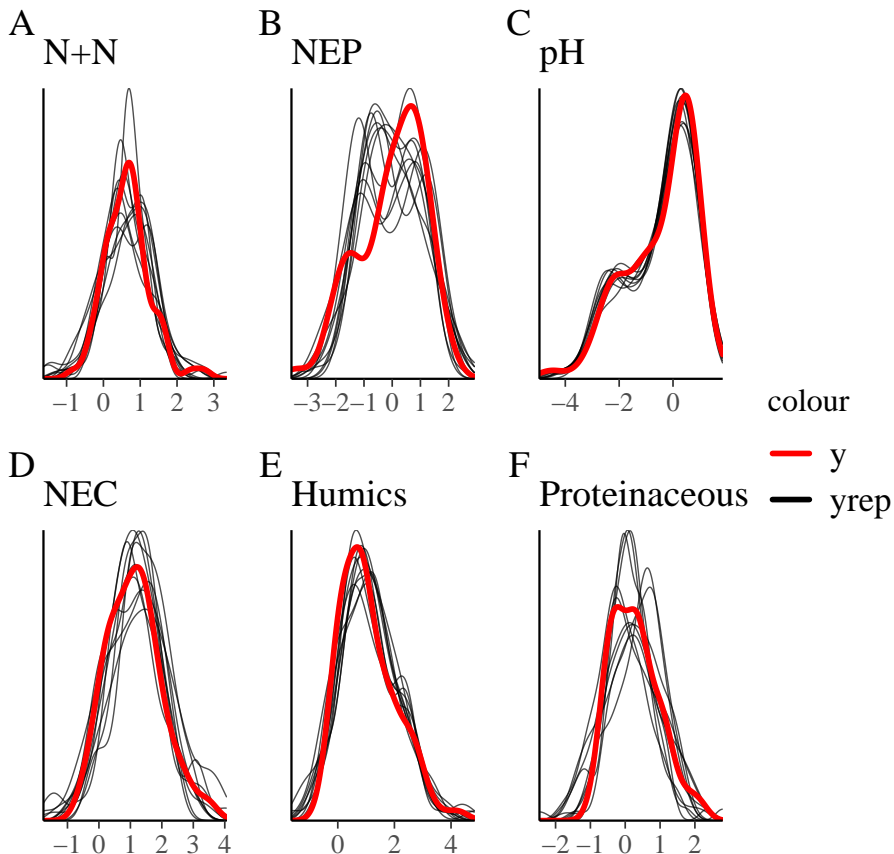 A
N+N
−1 0 1 2 3
B
NEP
−3 −2 −1 0 1 2
C
pH
−4 −2 0
D
NEC
−1 0 1 2 3 4
E
Humics
0 2 4
F
Proteinaceous
−2 −1 0 1 2
colour
y
yrep